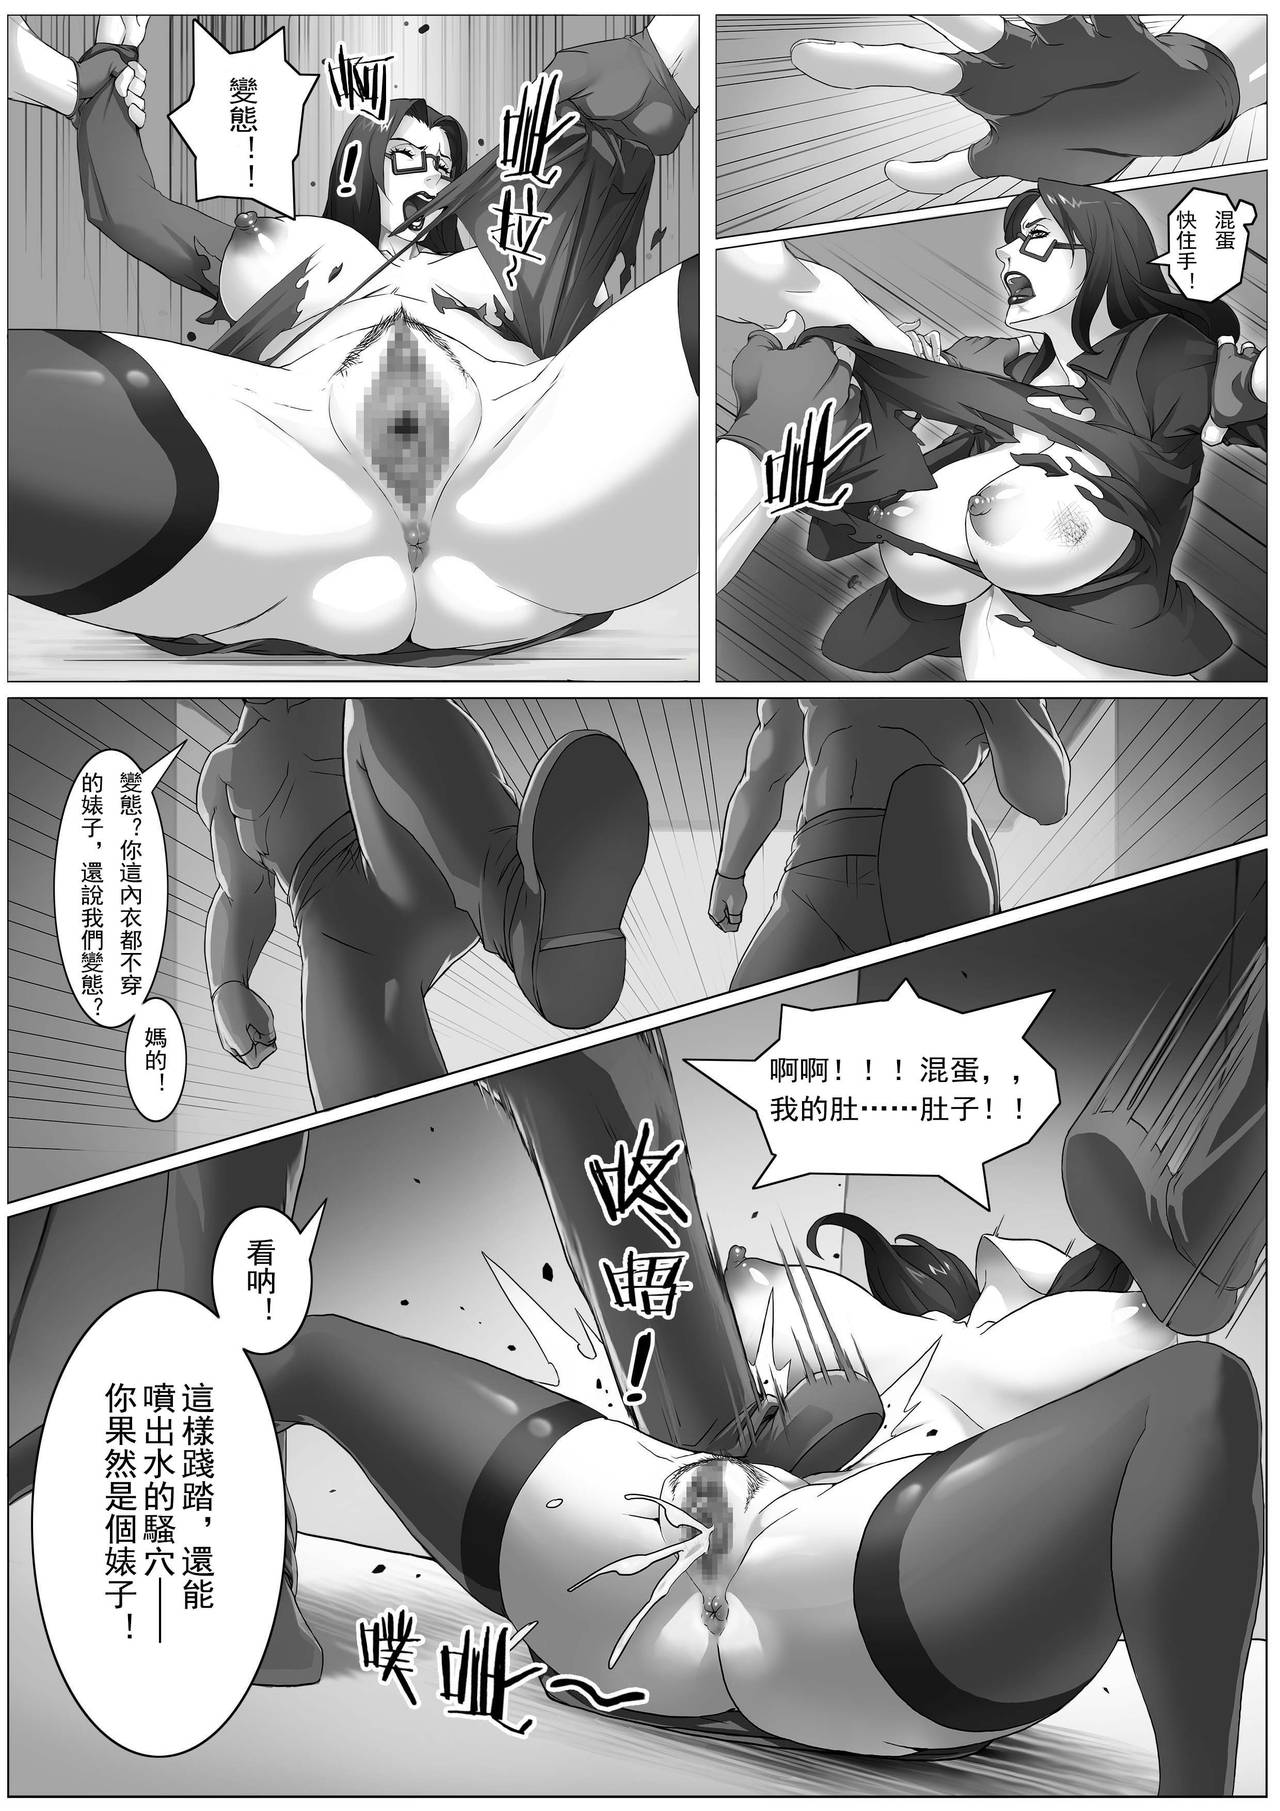 混蛋
快住手！
嘶
變態！！
啊
！
嘶
拉
～
變態？你這內衣都不穿
的婊子，還說我們變態？
媽的！
啊啊！！！混蛋，，
我的肚……肚子！！
咚
唔
！
看吶！
這樣踐踏，還能
噴出水的騷穴——
你果然是個婊子！
噗
嘶
～